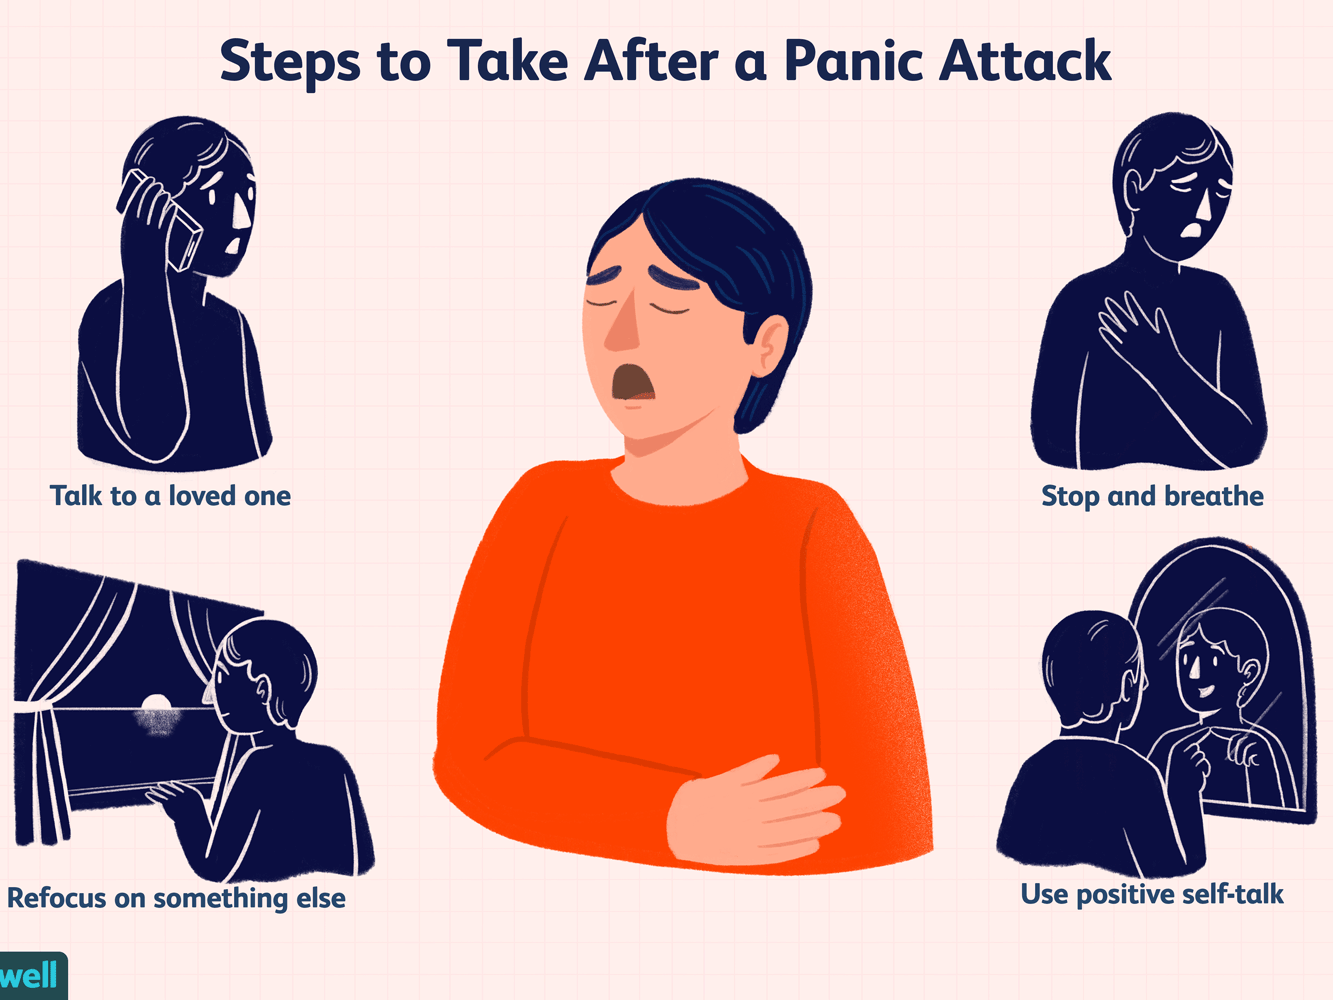 Steps to Take After a Panic Attack
Talk to a loved one
Stop and breathe
Refocus on something else
Use positive self-talk
well